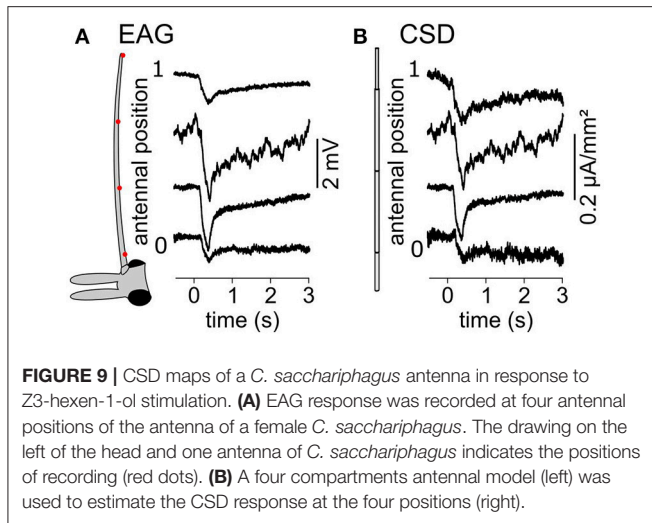 A EAG
1
antennal position
0
2 mV
0 1 2 3
time (s)
B CSD
1
antennal position
0
0.2 µA/mm²
0 1 2 3
time (s)
FIGURE 9 | CSD maps of a C. sacchariphagus antenna in response to
Z3-hexen-1-ol stimulation. (A) EAG response was recorded at four antennal
positions of the antenna of a female C. sacchariphagus. The drawing on the
left of the head and one antenna of C. sacchariphagus indicates the positions
of recording (red dots). (B) A four compartments antennal model (left) was
used to estimate the CSD response at the four positions (right).